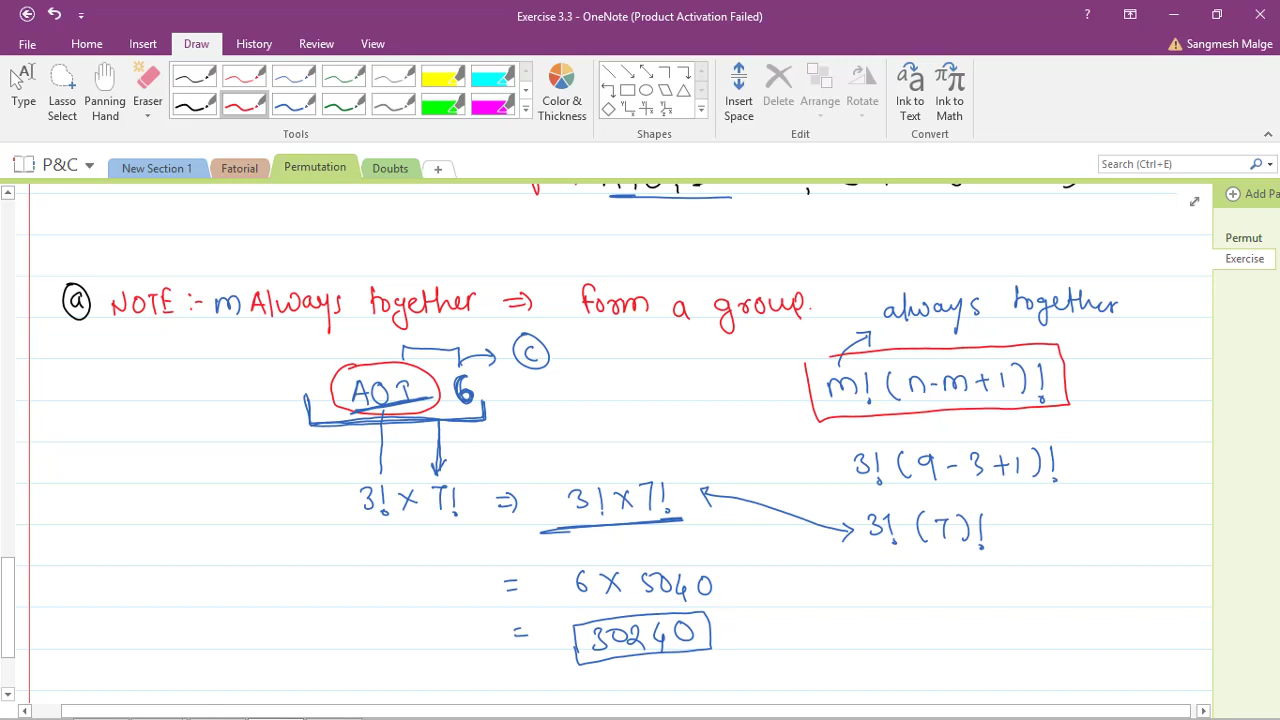 Exercise 3.3 - OneNote (Product Activation Failed)
?
File Home Insert Draw History Review View
Sangmesh Malge
Type
Lasso Select
Panning Hand
Eraser
Color & Thickness
Insert Space
Delete
Arrange
Rotate
Ink to Text
Ink to Math
Tools Shapes Edit Convert
P&C New Section 1 Fatorial Permutation Doubts +
Search (Ctrl+E)
Add Pa
Permut
Exercise
(a) NOTE :- m Always together ⇒ form a group. always together
C
AOI 6
m! (n-m+1)!
3! (9-3+1)!
3! × 7! ⇒ 3! × 7!
3! (7)!
= 6 × 5040
= 30240